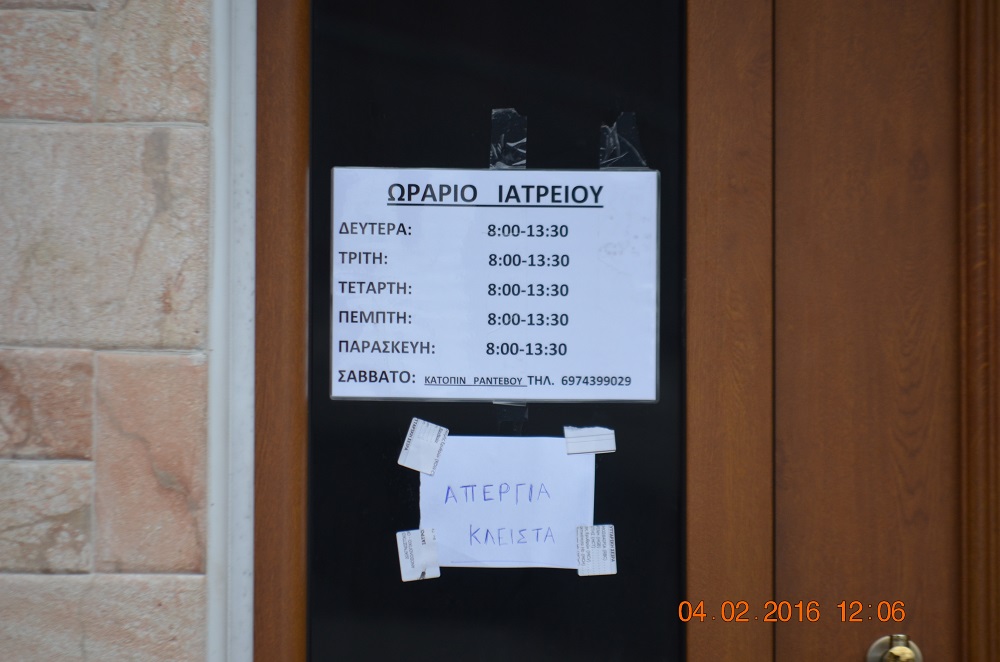 ΩΡΑΡΙΟ ΙΑΤΡΕΙΟΥ
ΔΕΥΤΕΡΑ: 8:00-13:30
ΤΡΙΤΗ: 8:00-13:30
ΤΕΤΑΡΤΗ: 8:00-13:30
ΠΕΜΠΤΗ: 8:00-13:30
ΠΑΡΑΣΚΕΥΗ: 8:00-13:30
ΣΑΒΒΑΤΟ: ΚΑΤΟΠΙΝ ΡΑΝΤΕΒΟΥ ΤΗΛ. 6974399029
ΑΠΕΡΓΙΑ
ΚΛΕΙΣΤΑ
04.02.2016 12:06